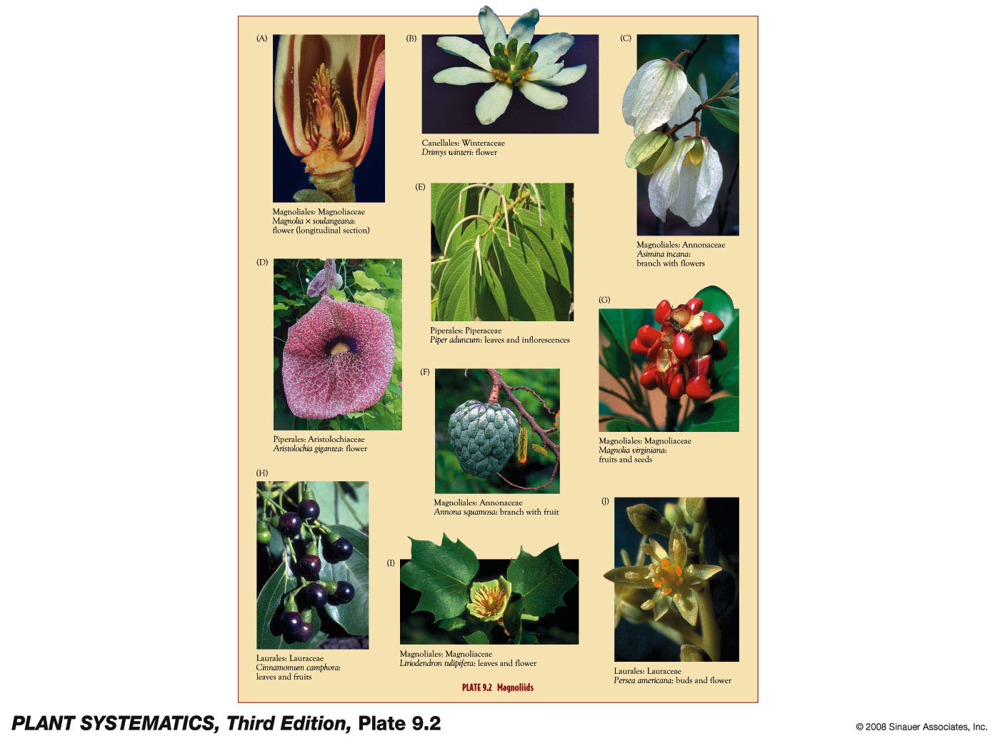 (A)
Magnoliales: Magnoliaceae
Magnolia × soulangeana:
flower (longitudinal section)
(B)
Canellales: Winteraceae
Drimys winteri: flower
(C)
Magnoliales: Annonaceae
Asimina incana:
branch with flowers
(D)
Piperales: Aristolochiaceae
Aristolochia gigantea: flower
(E)
Piperales: Piperaceae
Piper aduncum: leaves and inflorescences
(F)
Magnoliales: Annonaceae
Annona squamosa: branch with fruit
(G)
Magnoliales: Magnoliaceae
Magnolia virginiana:
fruits and seeds
(H)
Laurales: Lauraceae
Cinnamomum camphora:
leaves and fruits
(I)
Magnoliales: Magnoliaceae
Liriodendron tulipifera: leaves and flower
(J)
Laurales: Lauraceae
Persea americana: buds and flower
PLATE 9.2 Magnoliids
PLANT SYSTEMATICS, Third Edition, Plate 9.2
© 2008 Sinauer Associates, Inc.